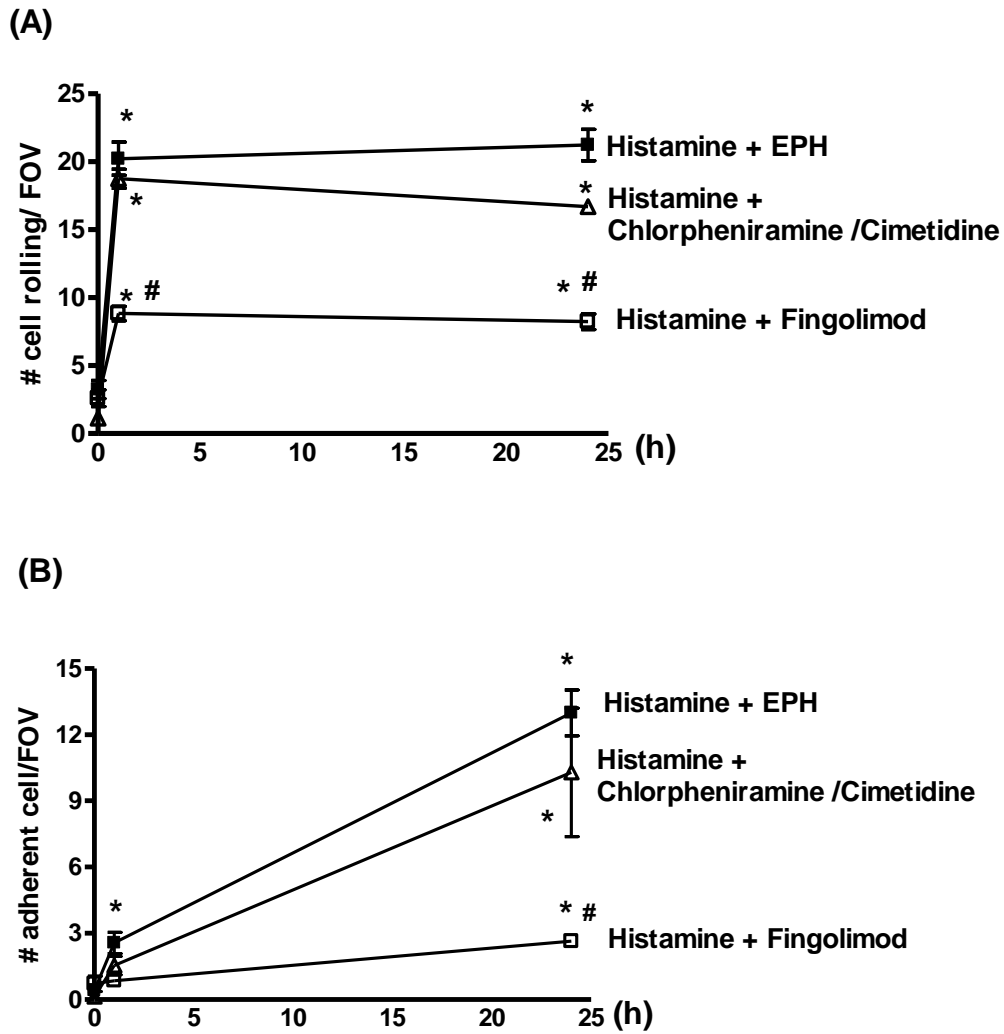 (A)
25
20
15
10
5
0
# cell rolling/ FOV
*
*
*
* #
*
*
* #
Histamine + EPH
Histamine +
Chlorpheniramine /Cimetidine
Histamine + Fingolimod
0 5 10 15 20 25 (h)
(B)
15
12
9
6
3
0
# adherent cell/FOV
*
*
*
* #
Histamine + EPH
Histamine +
Chlorpheniramine /Cimetidine
Histamine + Fingolimod
0 5 10 15 20 25 (h)